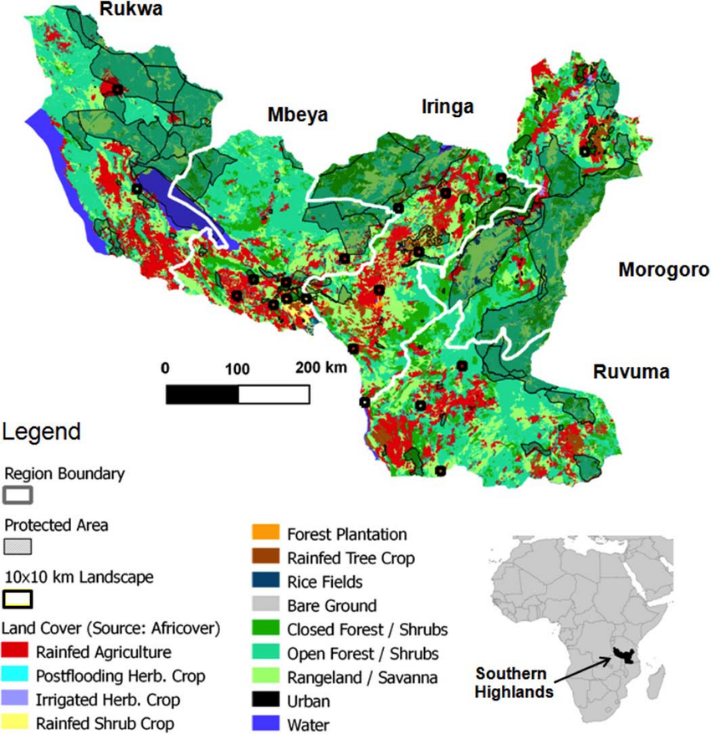 Rukwa
Mbeya
Iringa
Morogoro
Ruvuma
0 100 200 km
Legend
Region Boundary
Protected Area
10x10 km Landscape
Land Cover (Source: Africover)
Rainfed Agriculture
Postflooding Herb. Crop
Irrigated Herb. Crop
Rainfed Shrub Crop
Forest Plantation
Rainfed Tree Crop
Rice Fields
Bare Ground
Closed Forest / Shrubs
Open Forest / Shrubs
Rangeland / Savanna
Urban
Water
Southern
Highlands